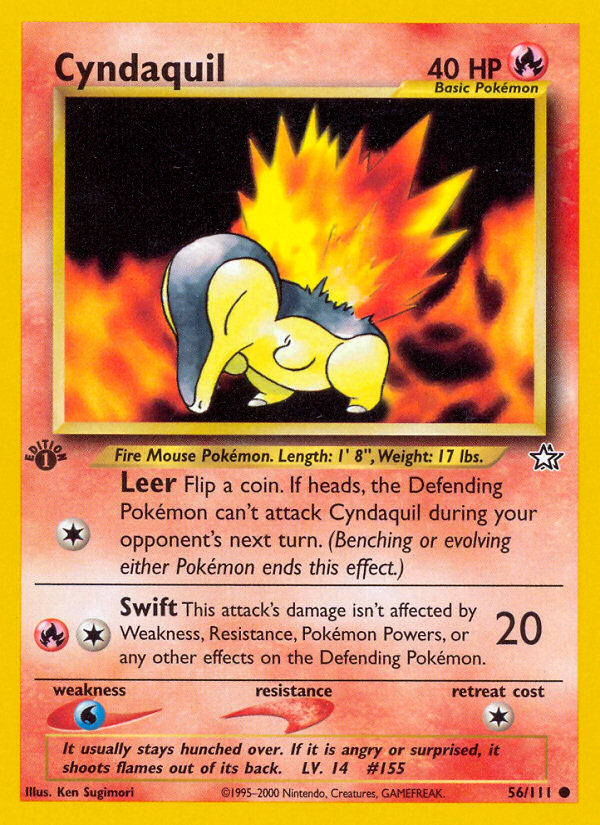 Cyndaquil
40 HP
Basic Pokémon
EDITION
1
Fire Mouse Pokémon. Length: 1' 8", Weight: 17 lbs.
Leer Flip a coin. If heads, the Defending
Pokémon can't attack Cyndaquil during your
opponent's next turn. (Benching or evolving
either Pokémon ends this effect.)
Swift This attack's damage isn't affected by
Weakness, Resistance, Pokémon Powers, or
any other effects on the Defending Pokémon.
20
weakness resistance retreat cost
It usually stays hunched over. If it is angry or surprised, it
shoots flames out of its back. LV. 14 #155
Illus. Ken Sugimori ©1995–2000 Nintendo, Creatures, GAMEFREAK. 56/111